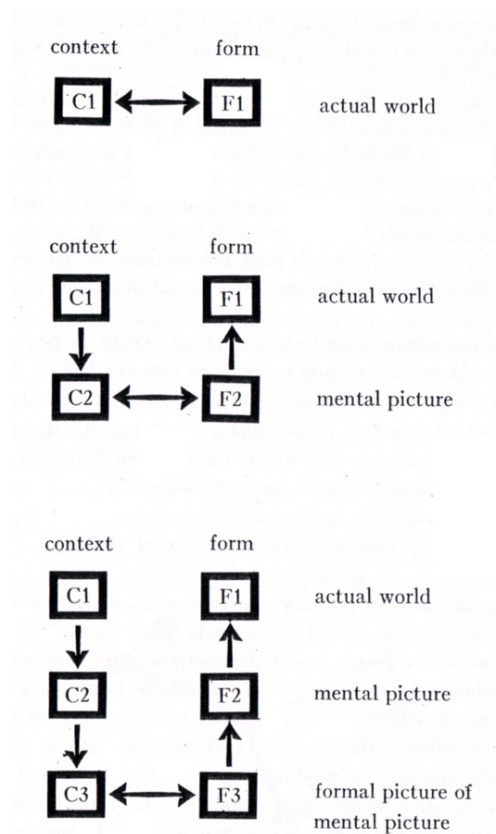 context form
C1 F1 actual world
context form
C1 F1 actual world
C2 F2 mental picture
context form
C1 F1 actual world
C2 F2 mental picture
C3 F3 formal picture of
mental picture